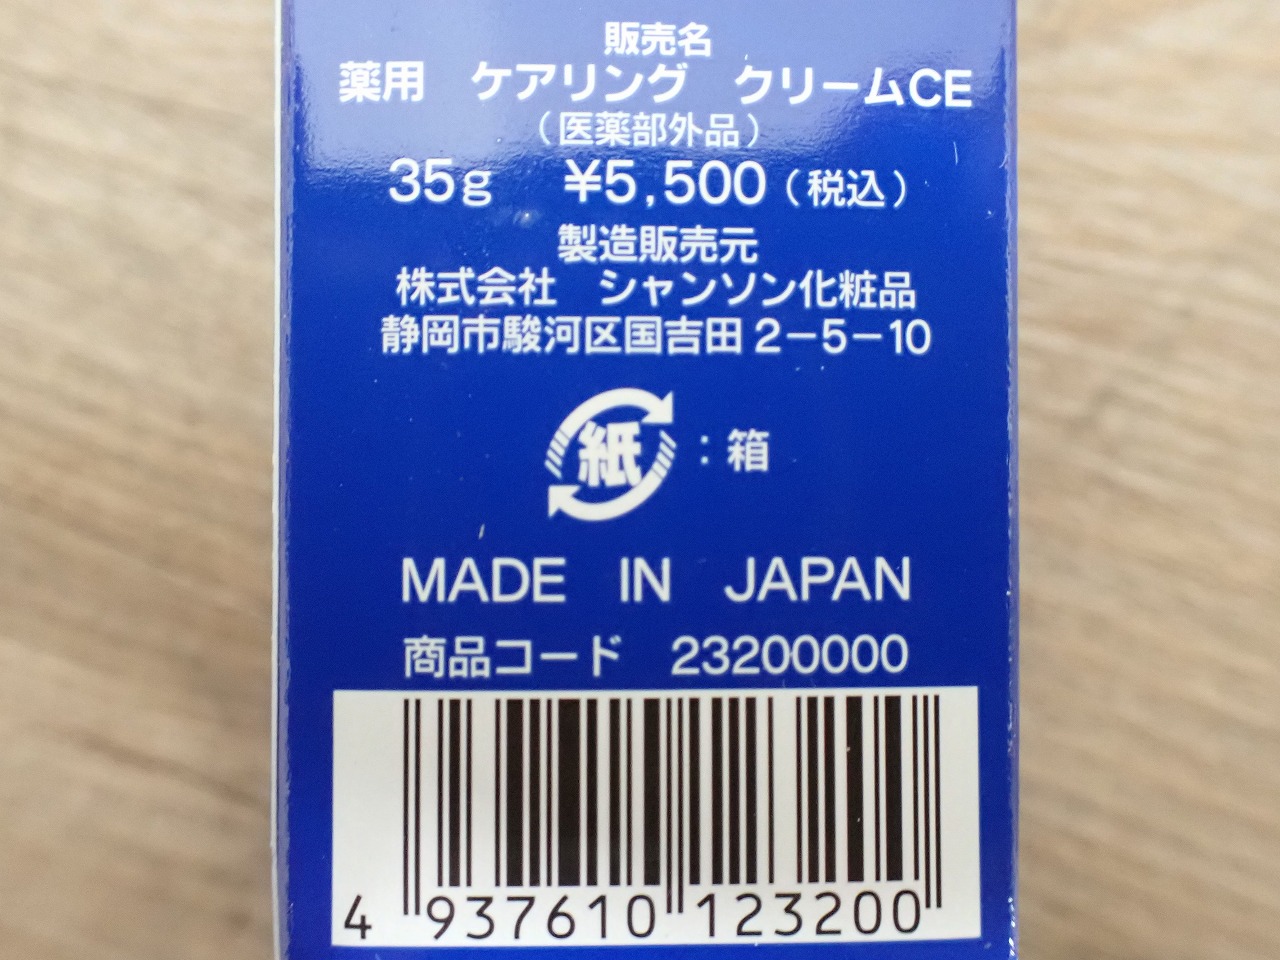 販売名
薬用 ケアリング クリームCE
（医薬部外品）
35g ¥5,500（税込）
製造販売元
株式会社 シャンソン化粧品
静岡市駿河区国吉田2-5-10
紙：箱
MADE IN JAPAN
商品コード 23200000
4 937610 123200